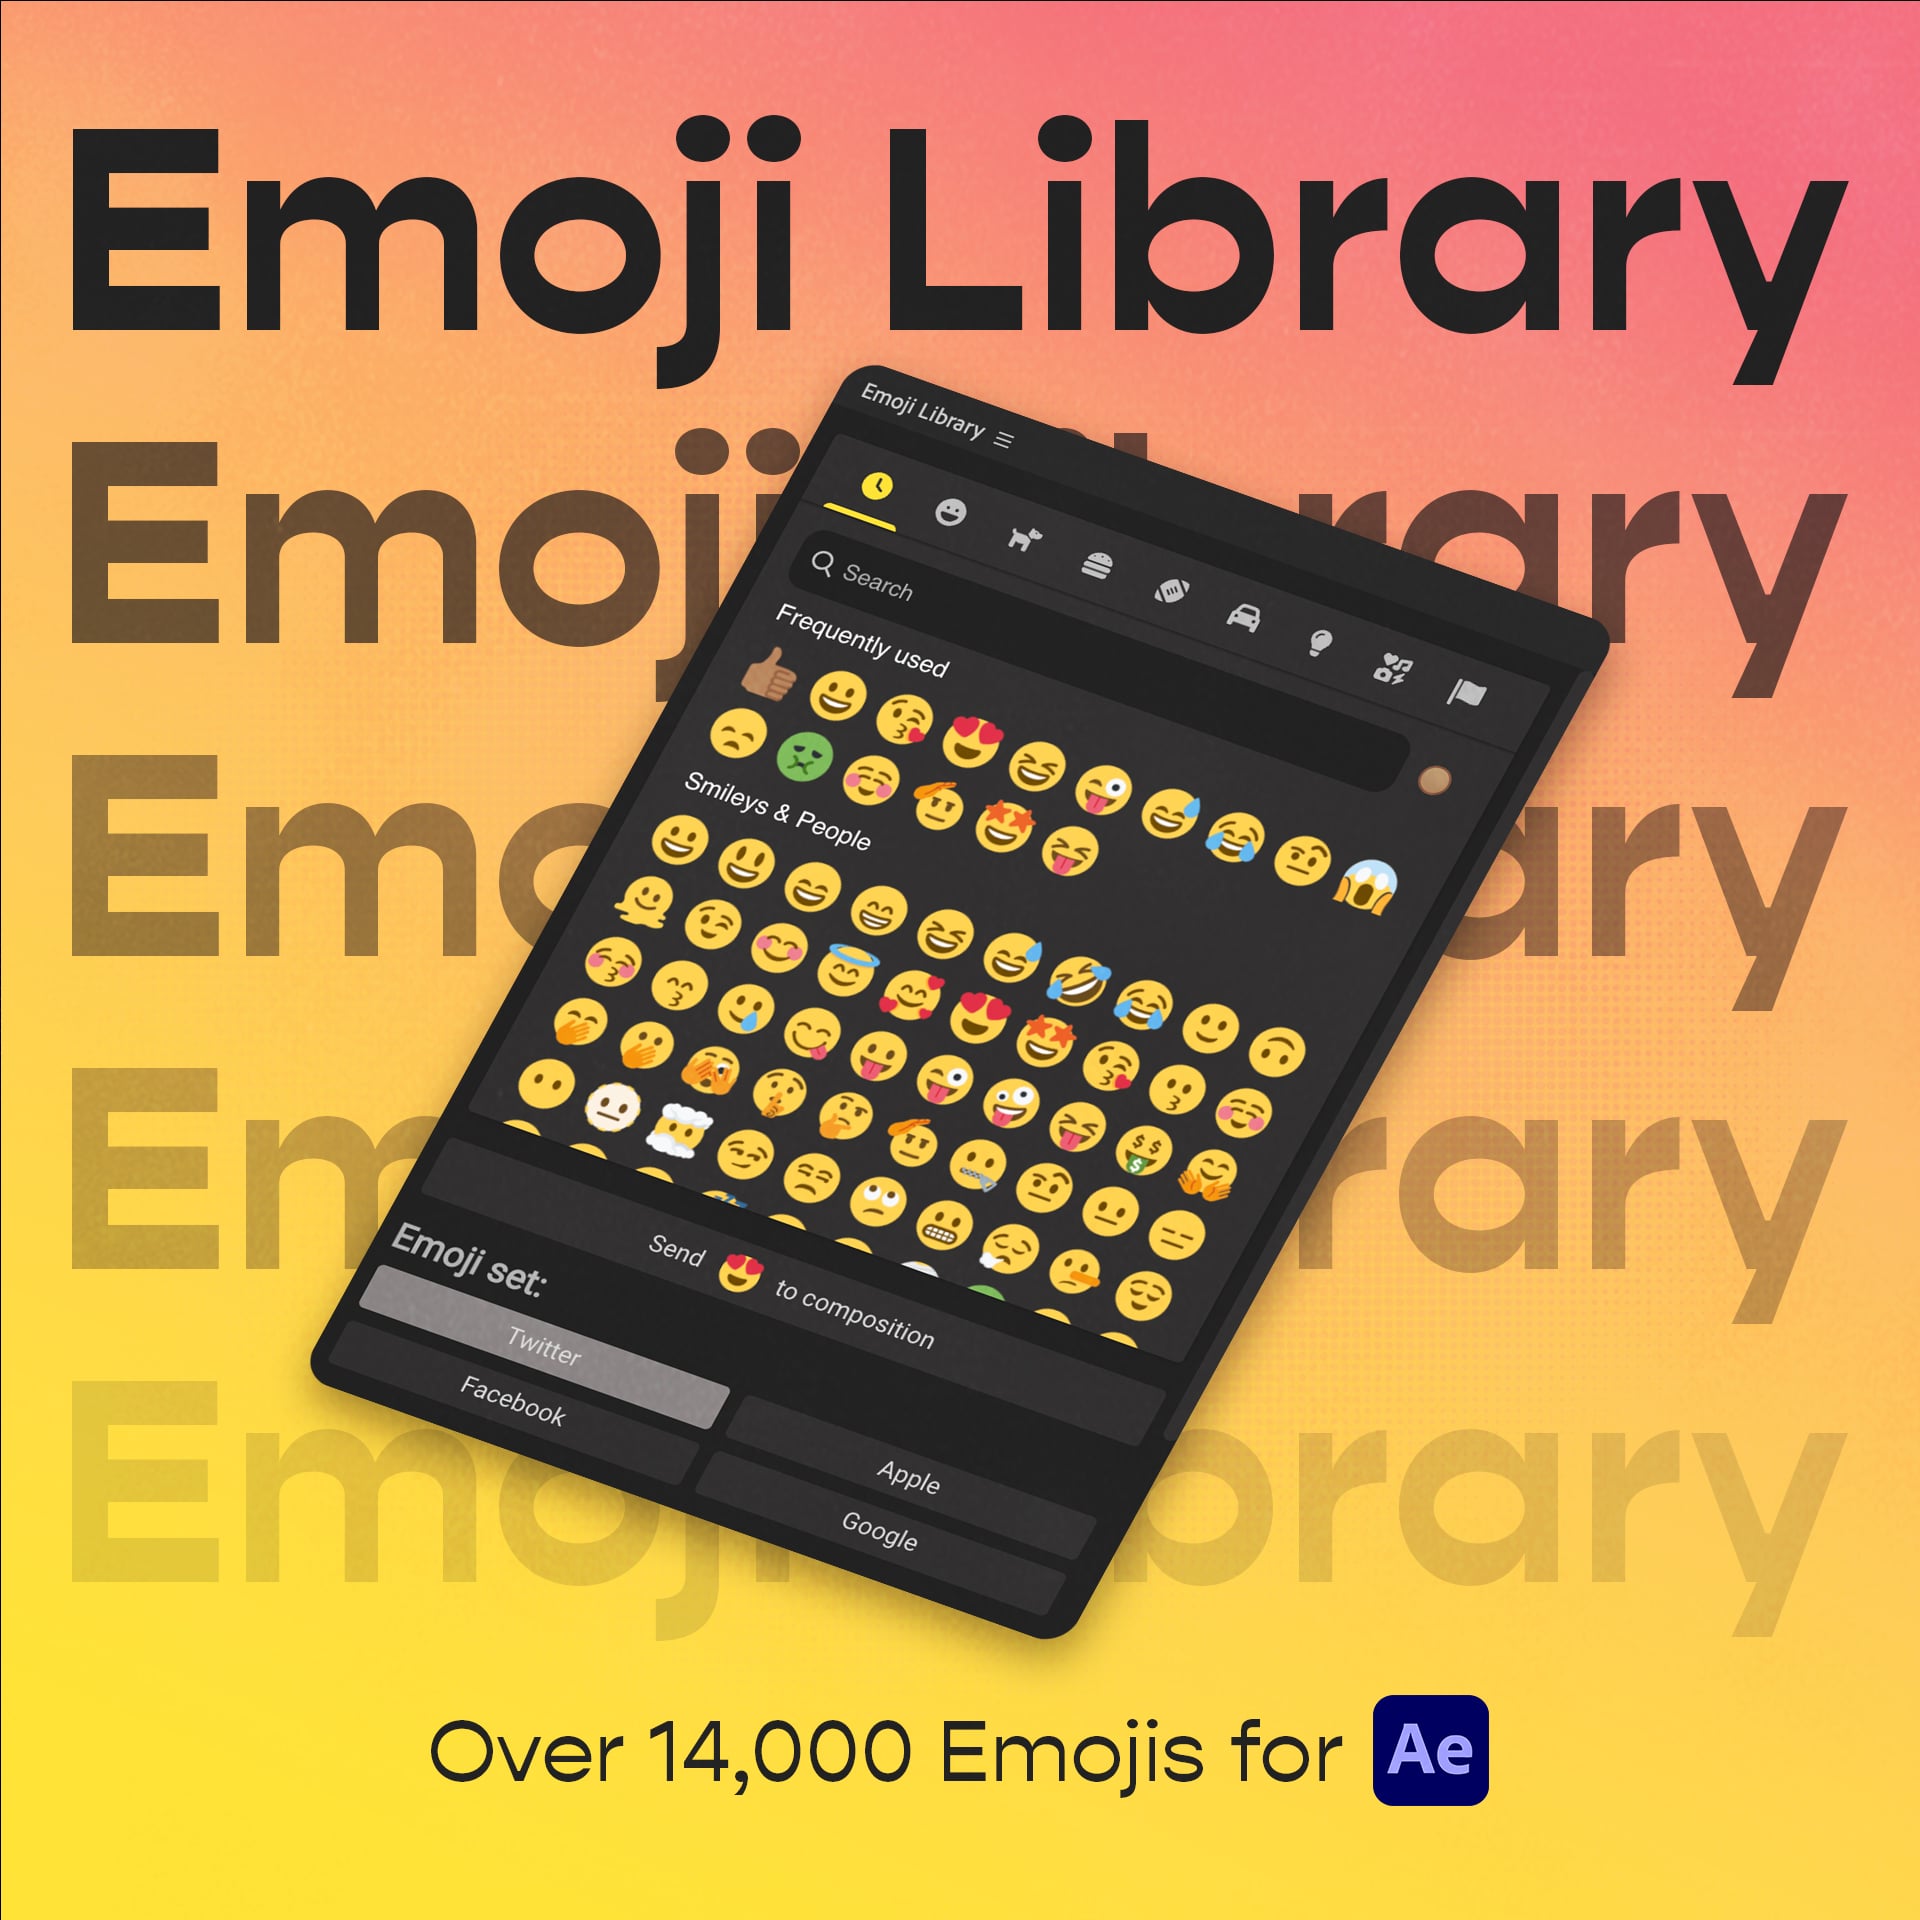 Emoji Library
Emoji Library
Emoji Library
Emoji Library
Emoji Library
Emoji Library
Search
Frequently used
Smileys & People
Send 😍 to composition
Emoji set:
Twitter
Apple
Facebook
Google
Over 14,000 Emojis for Ae